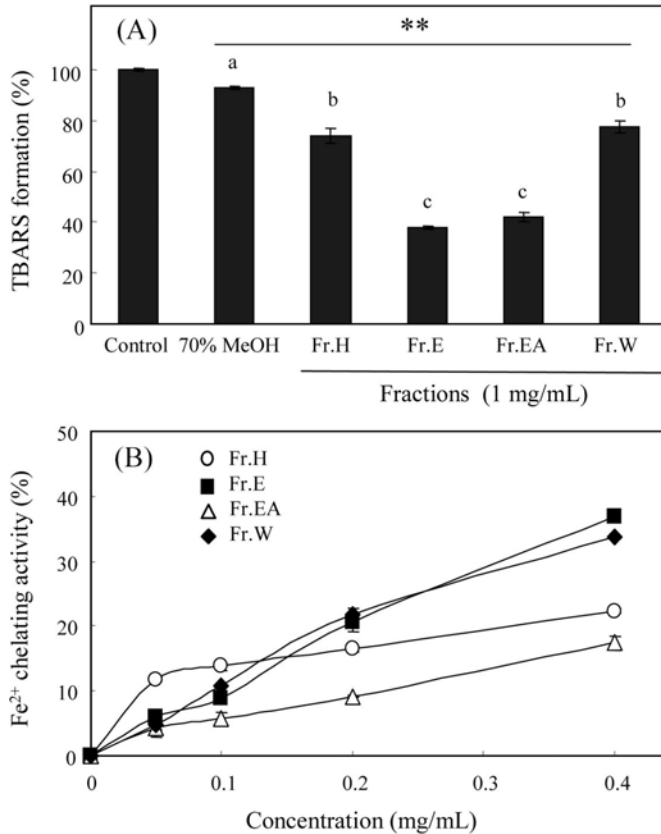 (A)
**
TBARS formation (%)
100
80
60
40
20
0
a
b
c
c
b
Control 70% MeOH Fr.H Fr.E Fr.EA Fr.W
Fractions (1 mg/mL)
(B)
Fe²⁺ chelating activity (%)
50
40
30
20
10
0
Fr.H
Fr.E
Fr.EA
Fr.W
0 0.1 0.2 0.3 0.4
Concentration (mg/mL)